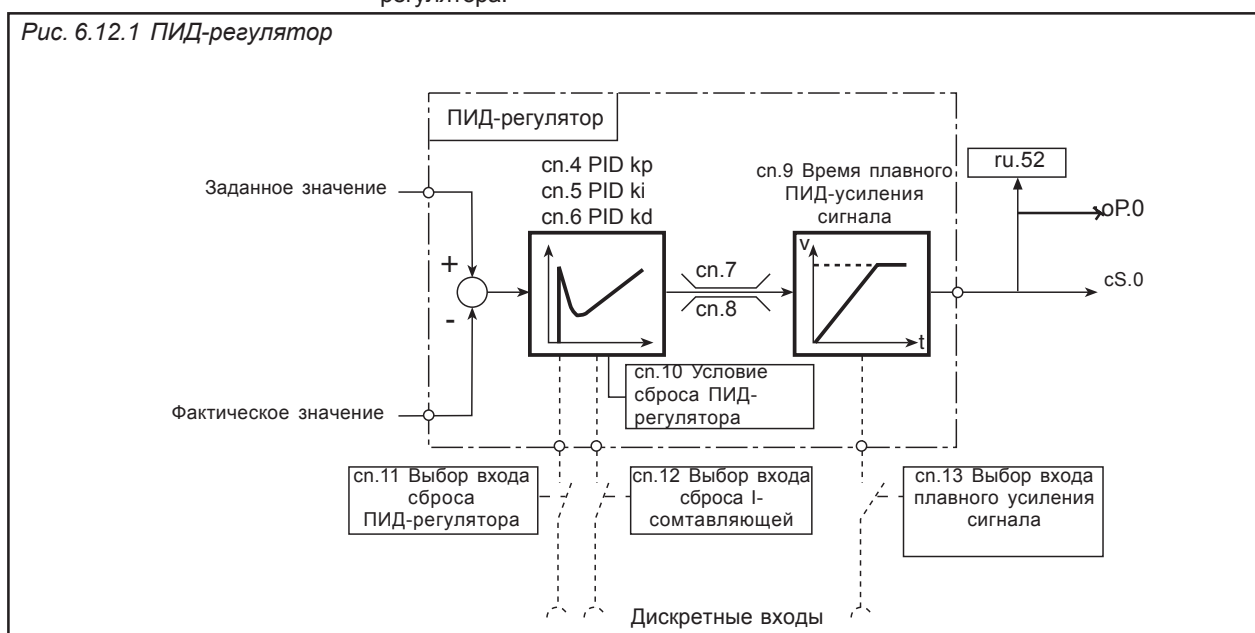 регулятора.
Рис. 6.12.1 ПИД-регулятор
ПИД-регулятор
cn.4 PID kp
cn.5 PID ki
cn.6 PID kd
cn.9 Время плавного
ПИД-усиления
сигнала
ru.52
oP.0
cS.0
Заданное значение
+
-
cn.7
cn.8
v
t
Фактическое значение
cn.10 Условие
сброса ПИД-
регулятора
cn.11 Выбор входа
сброса
ПИД-регулятора
cn.12 Выбор входа
сброса I-
сомтавляющей
cn.13 Выбор входа
плавного усиления
сигнала
Дискретные входы